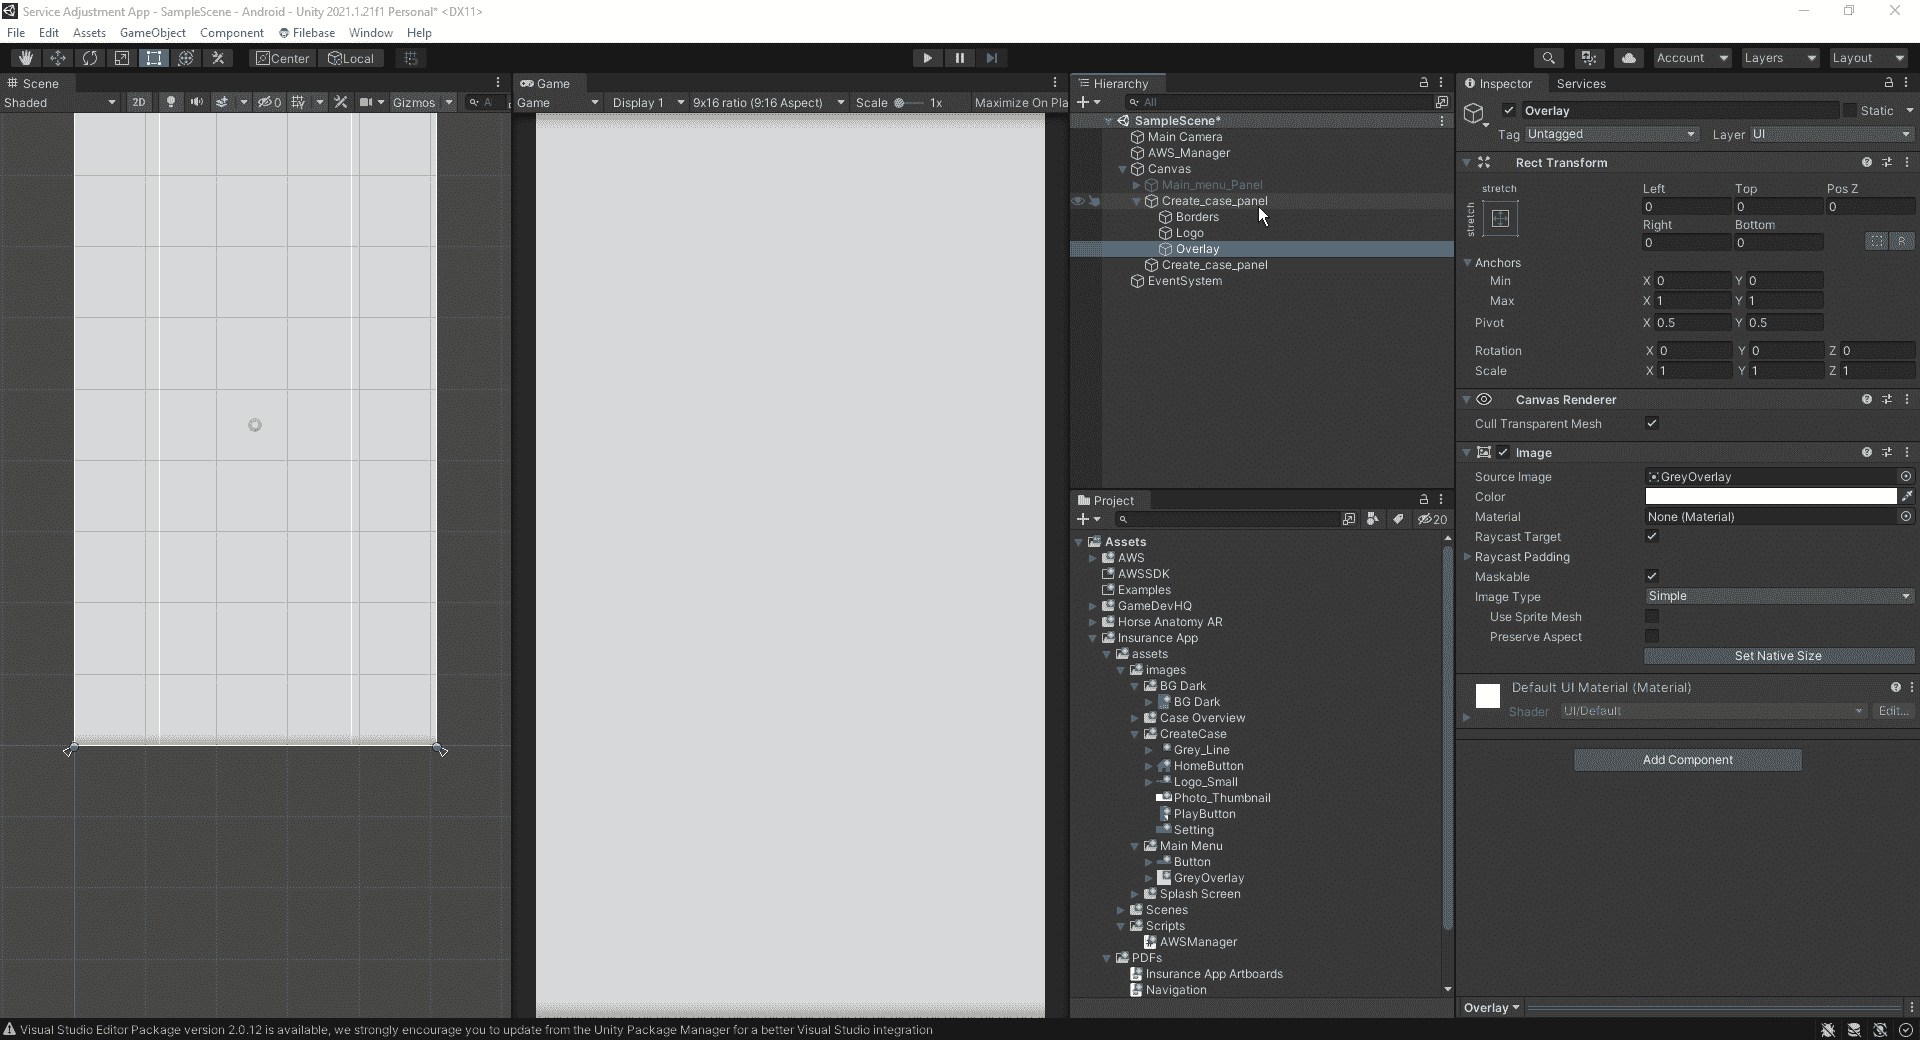 Service Adjustment App - SampleScene - Android - Unity 2021.1.21f1 Personal* <DX11>
File Edit Assets GameObject Component Filebase Window Help
Center Local Account Layers Layout
Scene
Shaded 2D 0 Gizmos A
Game
Game Display 1 9x16 ratio (9:16 Aspect) Scale 1x Maximize On Pla
Hierarchy
All
SampleScene*
Main Camera
AWS_Manager
Canvas
Main_menu_Panel
Create_case_panel
Borders
Logo
Overlay
Create_case_panel
EventSystem
Project
20
Assets
AWS
AWSSDK
Examples
GameDevHQ
Horse Anatomy AR
Insurance App
assets
images
BG Dark
BG Dark
Case Overview
CreateCase
Grey_Line
HomeButton
Logo_Small
Photo_Thumbnail
PlayButton
Setting
Main Menu
Button
GreyOverlay
Splash Screen
Scenes
Scripts
AWSManager
PDFs
Insurance App Artboards
Navigation
Inspector Services
Overlay Static
Tag Untagged Layer UI
Rect Transform
stretch Left Top Pos Z
stretch 0 0 0
Right Bottom
0 0 R
Anchors
Min X 0 Y 0
Max X 1 Y 1
Pivot X 0.5 Y 0.5
Rotation X 0 Y 0 Z 0
Scale X 1 Y 1 Z 1
Canvas Renderer
Cull Transparent Mesh
Image
Source Image GreyOverlay
Color
Material None (Material)
Raycast Target
Raycast Padding
Maskable
Image Type Simple
Use Sprite Mesh
Preserve Aspect
Set Native Size
Default UI Material (Material)
Shader UI/Default Edit...
Add Component
Overlay
Visual Studio Editor Package version 2.0.12 is available, we strongly encourage you to update from the Unity Package Manager for a better Visual Studio integration